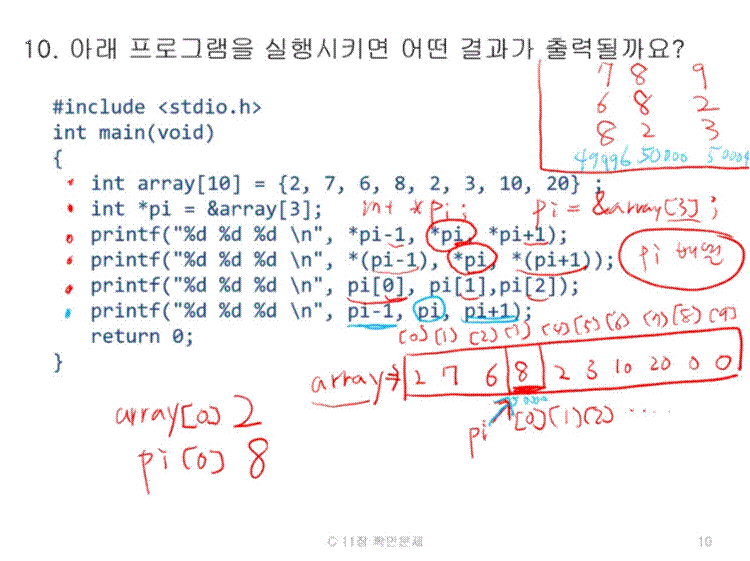 10. 아래 프로그램을 실행시키면 어떤 결과가 출력될까요?
7 8 9
6 8 2
8 2 3
49996 50000 50004
#include <stdio.h>
int main(void)
{
int array[10] = {2, 7, 6, 8, 2, 3, 10, 20} ;
int *pi = &array[3]; int *pi; pi = &array[3];
printf("%d %d %d \n", *pi-1, *pi, *pi+1);
printf("%d %d %d \n", *(pi-1), *pi, *(pi+1));
pi 배열
printf("%d %d %d \n", pi[0], pi[1],pi[2]);
printf("%d %d %d \n", pi-1, pi, pi+1);
return 0;
[0] [1] [2] [3] [4] [5] [6] [7] [8] [9]
}
array → 2 7 6 8 2 3 10 20 0 0
pi [0] [1] [2] .....
array[0] 2
pi[0] 8
C 11장 확인문제
10